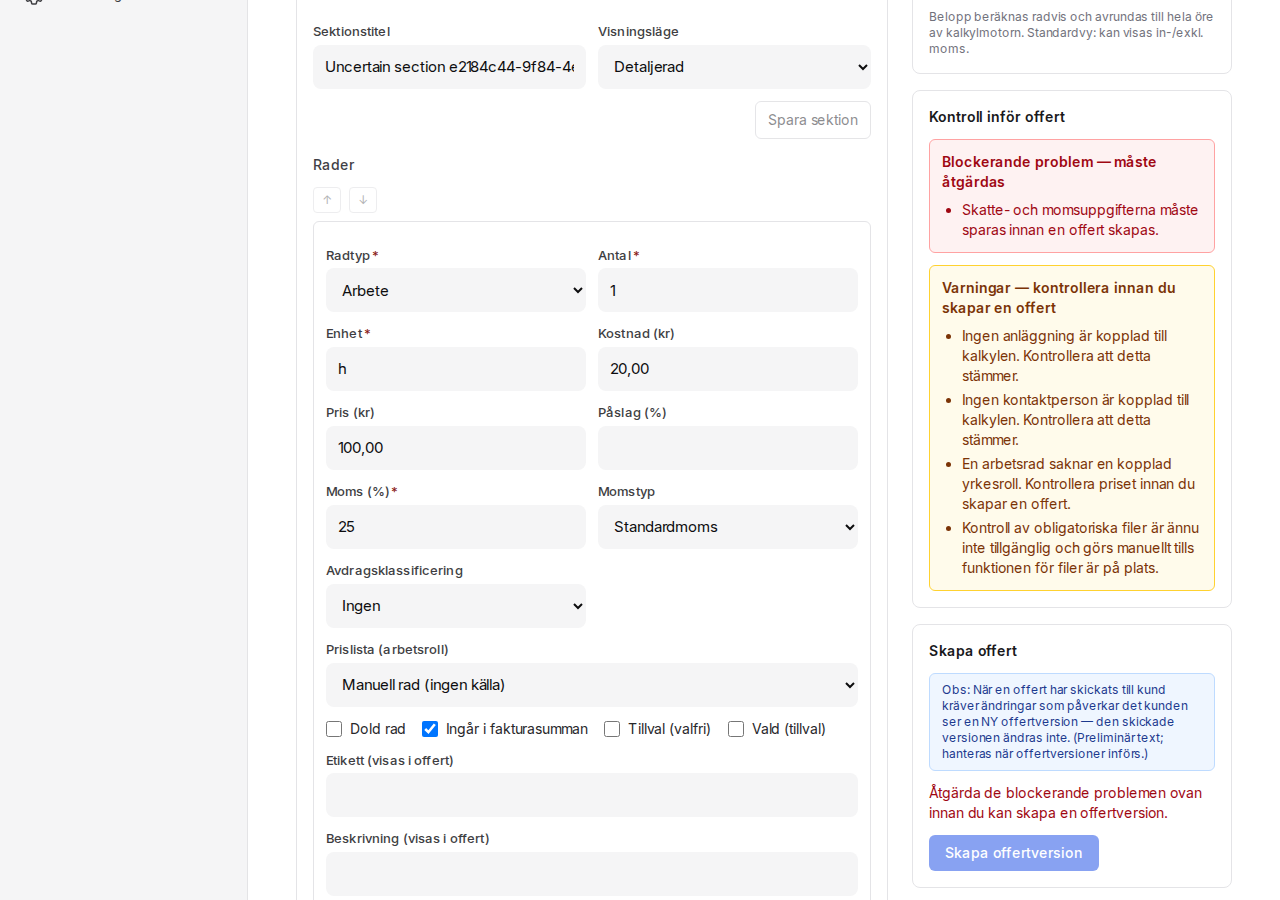 Sektionstitel
Visningsläge
Uncertain section e2184c44-9f84-4e
Detaljerad
Spara sektion
Rader
↑ ↓
Radtyp*
Antal*
Arbete
1
Enhet*
Kostnad (kr)
h
20,00
Pris (kr)
Påslag (%)
100,00
Moms (%)*
Momstyp
25
Standardmoms
Avdragsklassificering
Ingen
Prislista (arbetsroll)
Manuell rad (ingen källa)
Dold rad
Ingår i fakturasumman
Tillval (valfri)
Vald (tillval)
Etikett (visas i offert)
Beskrivning (visas i offert)
Belopp beräknas radvis och avrundas till hela öre
av kalkylmotorn. Standardvy: kan visas in-/exkl.
moms.
Kontroll inför offert
Blockerande problem — måste
åtgärdas
Skatte- och momsuppgifterna måste
sparas innan en offert skapas.
Varningar — kontrollera innan du
skapar en offert
Ingen anläggning är kopplad till
kalkylen. Kontrollera att detta
stämmer.
Ingen kontaktperson är kopplad till
kalkylen. Kontrollera att detta
stämmer.
En arbetsrad saknar en kopplad
yrkesroll. Kontrollera priset innan du
skapar en offert.
Kontroll av obligatoriska filer är ännu
inte tillgänglig och görs manuellt tills
funktionen för filer är på plats.
Skapa offert
Obs: När en offert har skickats till kund
kräver ändringar som påverkar det kunden
ser en NY offertversion — den skickade
versionen ändras inte. (Preliminär text;
hanteras när offertversioner införs.)
Åtgärda de blockerande problemen ovan
innan du kan skapa en offertversion.
Skapa offertversion